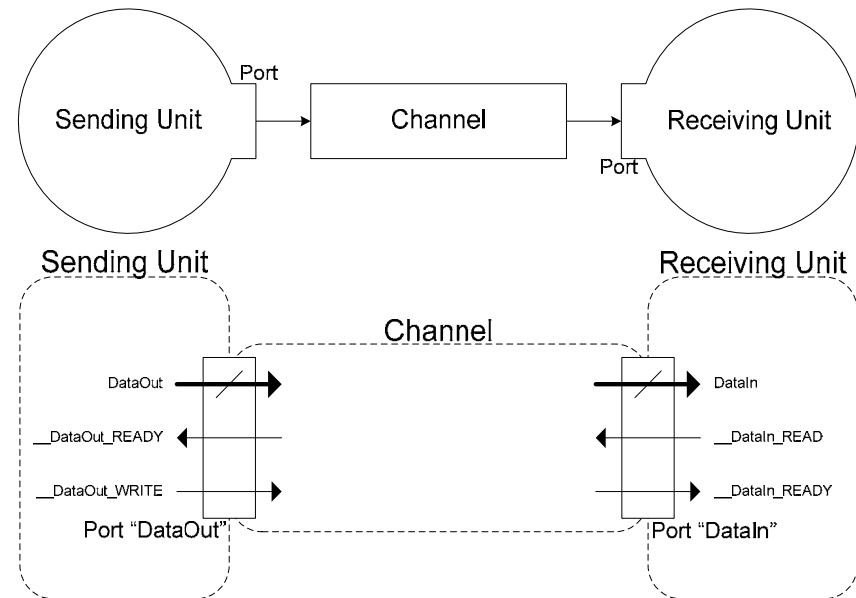 Port
Sending Unit
Channel
Receiving Unit
Port
Sending Unit
Receiving Unit
Channel
DataOut
DataIn
__DataOut_READY
__DataIn_READ
__DataOut_WRITE
__DataIn_READY
Port “DataOut”
Port “DataIn”